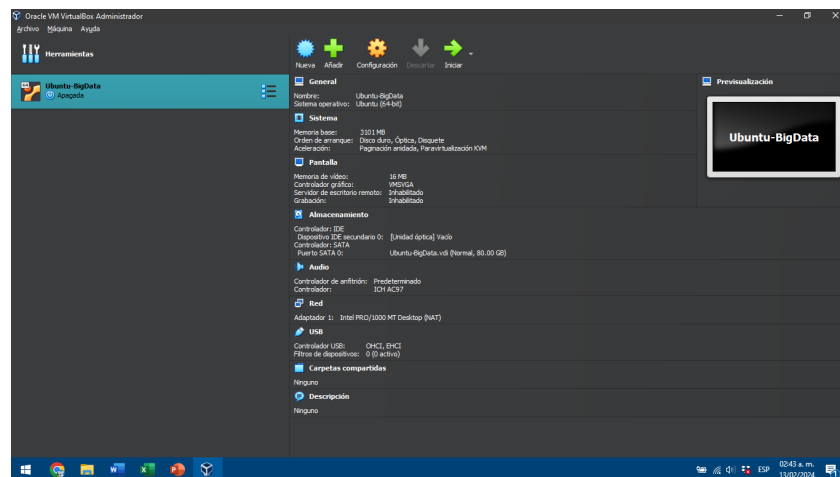 Oracle VM VirtualBox Administrador
Archivo Máquina Ayuda
Herramientas
Ubuntu-BigData
Apagada
Nueva Añadir Configuración Descartar Iniciar
General
Nombre: Ubuntu-BigData
Sistema operativo: Ubuntu (64-bit)
Sistema
Memoria base: 3101 MB
Orden de arranque: Disco duro, Óptica, Disquete
Aceleración: Paginación anidada, Paravirtualización KVM
Pantalla
Memoria de vídeo: 16 MB
Controlador gráfico: VMSVGA
Servidor de escritorio remoto: Inhabilitado
Grabación: Inhabilitado
Almacenamiento
Controlador: IDE
Dispositivo IDE secundario 0: [Unidad óptica] Vacío
Controlador: SATA
Puerto SATA 0: Ubuntu-BigData.vdi (Normal, 80.00 GB)
Audio
Controlador de anfitrión: Predeterminado
Controlador: ICH AC97
Red
Adaptador 1: Intel PRO/1000 MT Desktop (NAT)
USB
Controlador USB: OHCI, EHCI
Filtros de dispositivos: 0 (0 activo)
Carpetas compartidas
Ninguno
Descripción
Ninguno
Previsualización
Ubuntu-BigData
ESP
02:43 a. m.
13/02/2024